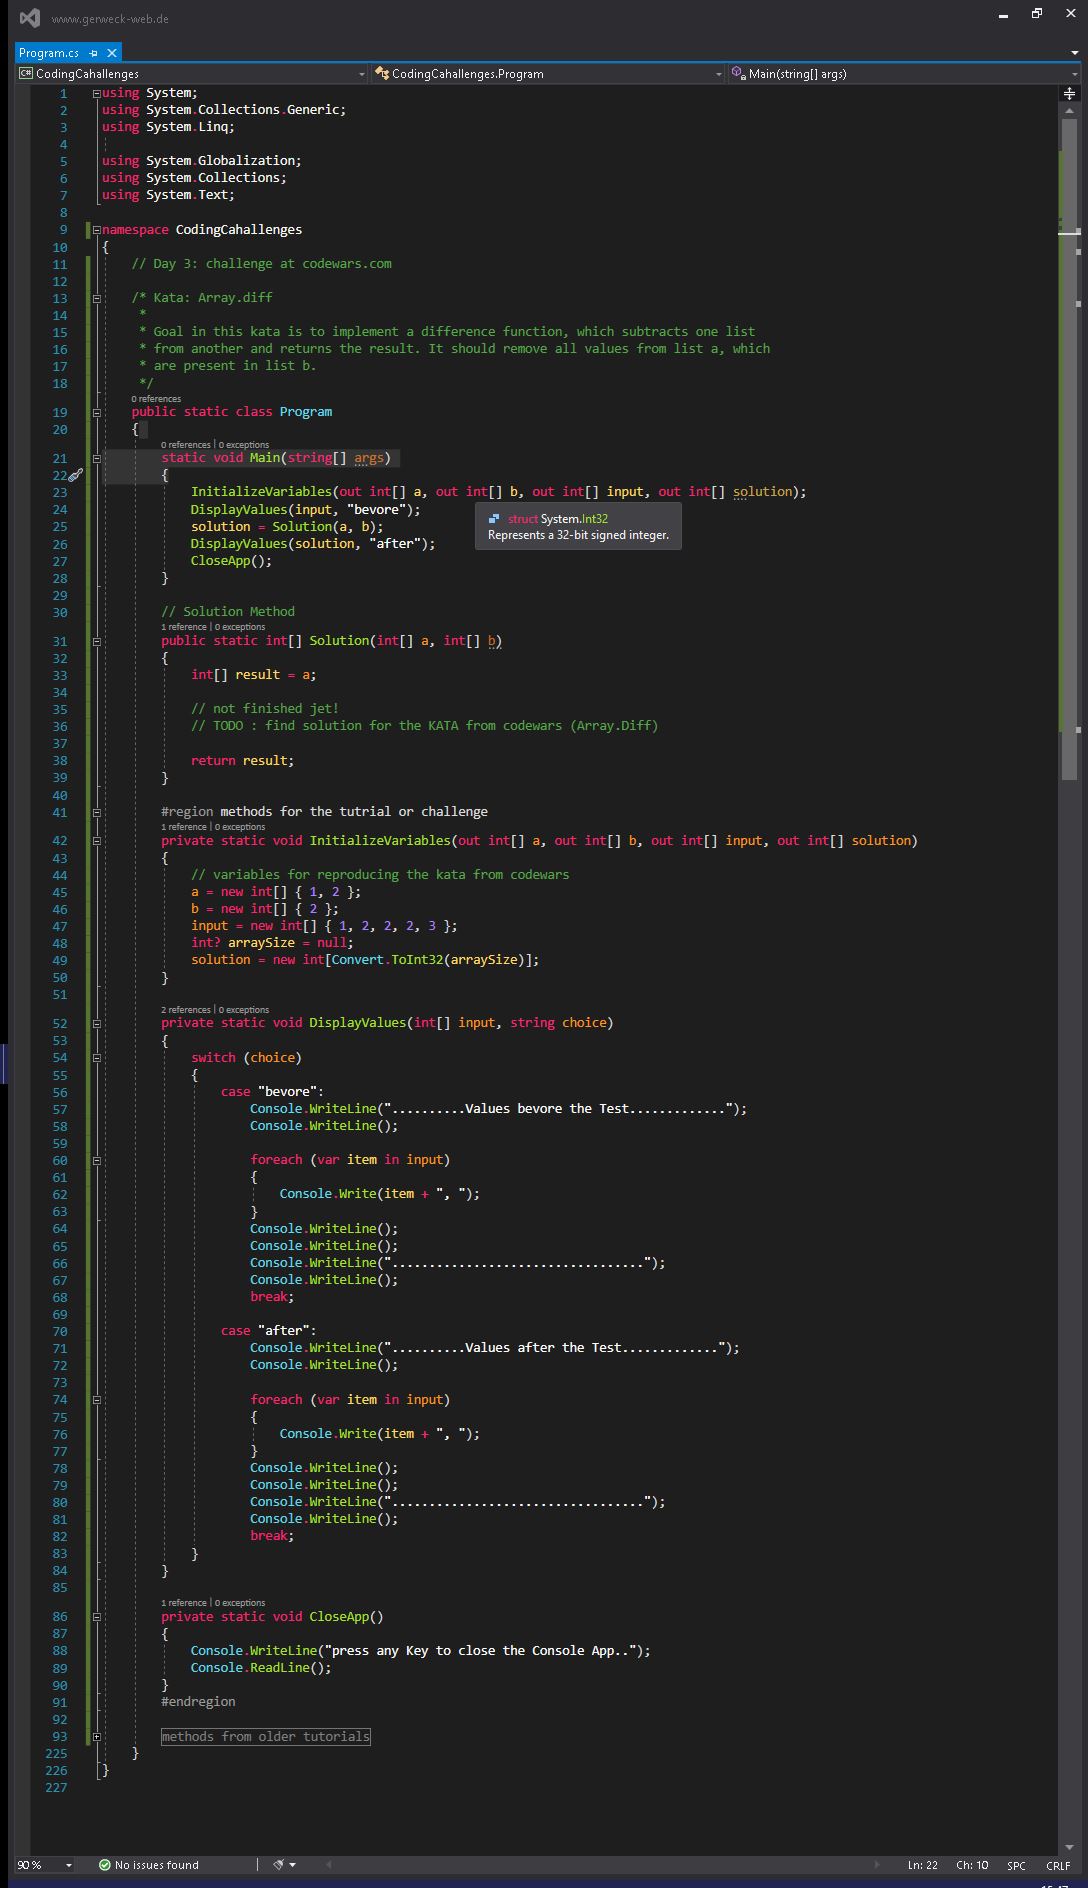 www.gerweck-web.de
Program.cs
C# CodingCahallenges CodingCahallenges.Program Main(string[] args)
1 using System;
2 using System.Collections.Generic;
3 using System.Linq;
4
5 using System.Globalization;
6 using System.Collections;
7 using System.Text;
8
9 namespace CodingCahallenges
10 {
11 // Day 3: challenge at codewars.com
12
13 /* Kata: Array.diff
14 *
15 * Goal in this kata is to implement a difference function, which subtracts one list
16 * from another and returns the result. It should remove all values from list a, which
17 * are present in list b.
18 */
0 references
19 public static class Program
20 {
0 references | 0 exceptions
21 static void Main(string[] args)
22 {
23 InitializeVariables(out int[] a, out int[] b, out int[] input, out int[] solution);
24 DisplayValues(input, "bevore");
25 solution = Solution(a, b);
struct System.Int32
Represents a 32-bit signed integer.
26 DisplayValues(solution, "after");
27 CloseApp();
28 }
29
30 // Solution Method
1 reference | 0 exceptions
31 public static int[] Solution(int[] a, int[] b)
32 {
33 int[] result = a;
34
35 // not finished jet!
36 // TODO : find solution for the KATA from codewars (Array.Diff)
37
38 return result;
39 }
40
41 #region methods for the tutrial or challenge
1 reference | 0 exceptions
42 private static void InitializeVariables(out int[] a, out int[] b, out int[] input, out int[] solution)
43 {
44 // variables for reproducing the kata from codewars
45 a = new int[] { 1, 2 };
46 b = new int[] { 2 };
47 input = new int[] { 1, 2, 2, 2, 3 };
48 int? arraySize = null;
49 solution = new int[Convert.ToInt32(arraySize)];
50 }
51
2 references | 0 exceptions
52 private static void DisplayValues(int[] input, string choice)
53 {
54 switch (choice)
55 {
56 case "bevore":
57 Console.WriteLine("..........Values bevore the Test.............");
58 Console.WriteLine();
59
60 foreach (var item in input)
61 {
62 Console.Write(item + ", ");
63 }
64 Console.WriteLine();
65 Console.WriteLine();
66 Console.WriteLine("..................................");
67 Console.WriteLine();
68 break;
69
70 case "after":
71 Console.WriteLine("..........Values after the Test.............");
72 Console.WriteLine();
73
74 foreach (var item in input)
75 {
76 Console.Write(item + ", ");
77 }
78 Console.WriteLine();
79 Console.WriteLine();
80 Console.WriteLine("..................................");
81 Console.WriteLine();
82 break;
83 }
84 }
85
1 reference | 0 exceptions
86 private static void CloseApp()
87 {
88 Console.WriteLine("press any Key to close the Console App..");
89 Console.ReadLine();
90 }
91 #endregion
92
93 methods from older tutorials
225 }
226 }
227
90 % No issues found Ln: 22 Ch: 10 SPC CRLF